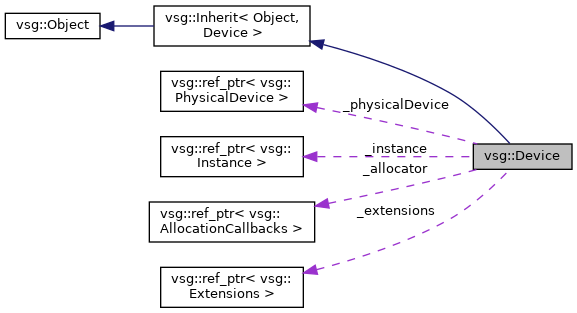 vsg::Object
vsg::Inherit< Object,
Device >
vsg::ref_ptr< vsg::
PhysicalDevice >
_physicalDevice
vsg::ref_ptr< vsg::
Instance >
_instance
vsg::Device
_allocator
vsg::ref_ptr< vsg::
AllocationCallbacks >
_extensions
vsg::ref_ptr< vsg::
Extensions >